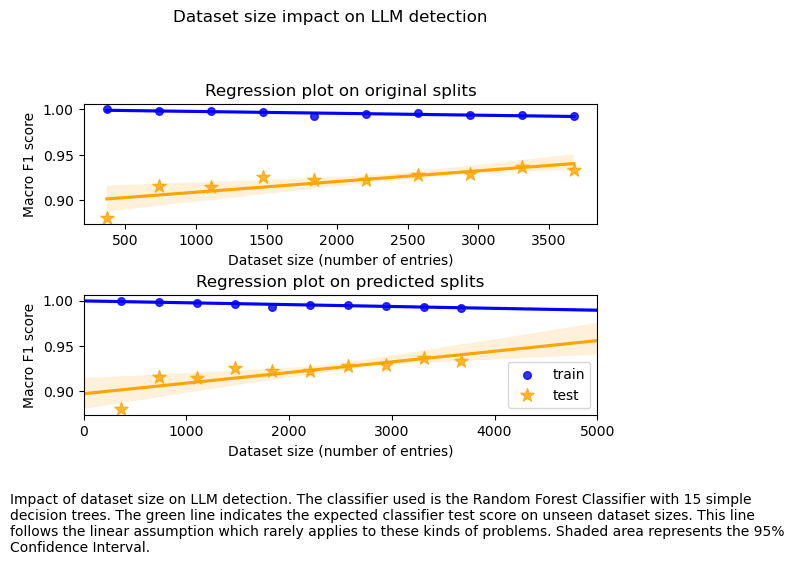 Dataset size impact on LLM detection
Regression plot on original splits
Macro F1 score
1.00
0.95
0.90
500 1000 1500 2000 2500 3000 3500
Dataset size (number of entries)
Regression plot on predicted splits
Macro F1 score
1.00
0.95
0.90
train
test
0 1000 2000 3000 4000 5000
Dataset size (number of entries)
Impact of dataset size on LLM detection. The classifier used is the Random Forest Classifier with 15 simple
decision trees. The green line indicates the expected classifier test score on unseen dataset sizes. This line
follows the linear assumption which rarely applies to these kinds of problems. Shaded area represents the 95%
Confidence Interval.